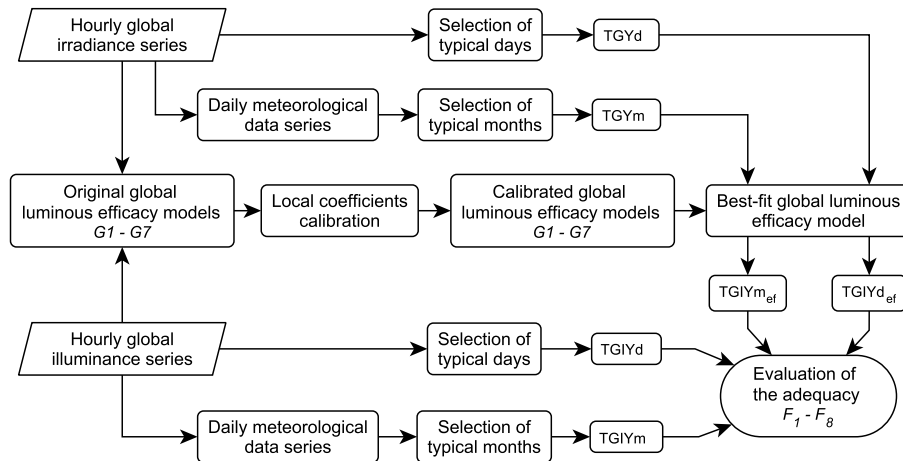 Hourly global
irradiance series
Selection of
typical days
TGYd
Daily meteorological
data series
Selection of
typical months
TGYm
Original global
luminous efficacy models
G1 - G7
Local coefficients
calibration
Calibrated global
luminous efficacy models
G1 - G7
Best-fit global luminous
efficacy model
TGIYm_ef
TGIYd_ef
Hourly global
illuminance series
Selection of
typical days
TGIYd
Evaluation of
the adequacy
F_1 - F_8
Daily meteorological
data series
Selection of
typical months
TGIYm